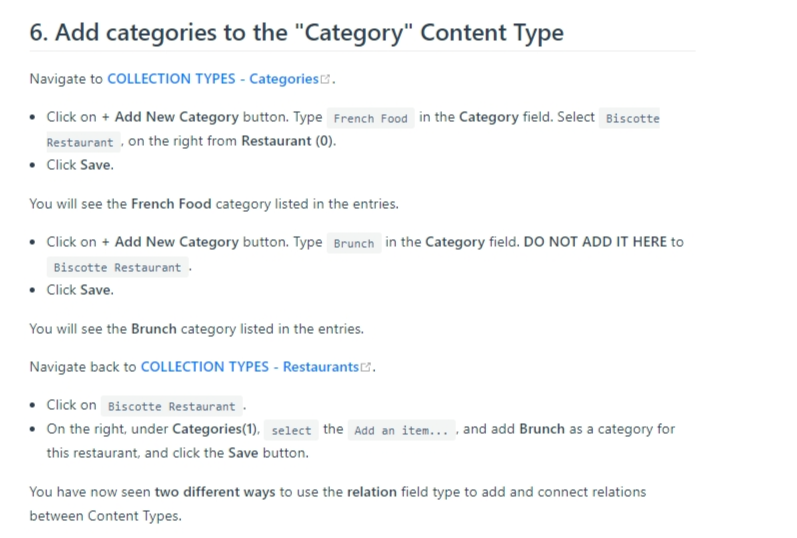 6. Add categories to the "Category" Content Type
Navigate to COLLECTION TYPES - Categories.
• Click on + Add New Category button. Type French Food in the Category field. Select Biscotte
Restaurant , on the right from Restaurant (0).
• Click Save.
You will see the French Food category listed in the entries.
• Click on + Add New Category button. Type Brunch in the Category field. DO NOT ADD IT HERE to
Biscotte Restaurant .
• Click Save.
You will see the Brunch category listed in the entries.
Navigate back to COLLECTION TYPES - Restaurants.
• Click on Biscotte Restaurant .
• On the right, under Categories(1), select the Add an item... , and add Brunch as a category for
this restaurant, and click the Save button.
You have now seen two different ways to use the relation field type to add and connect relations
between Content Types.